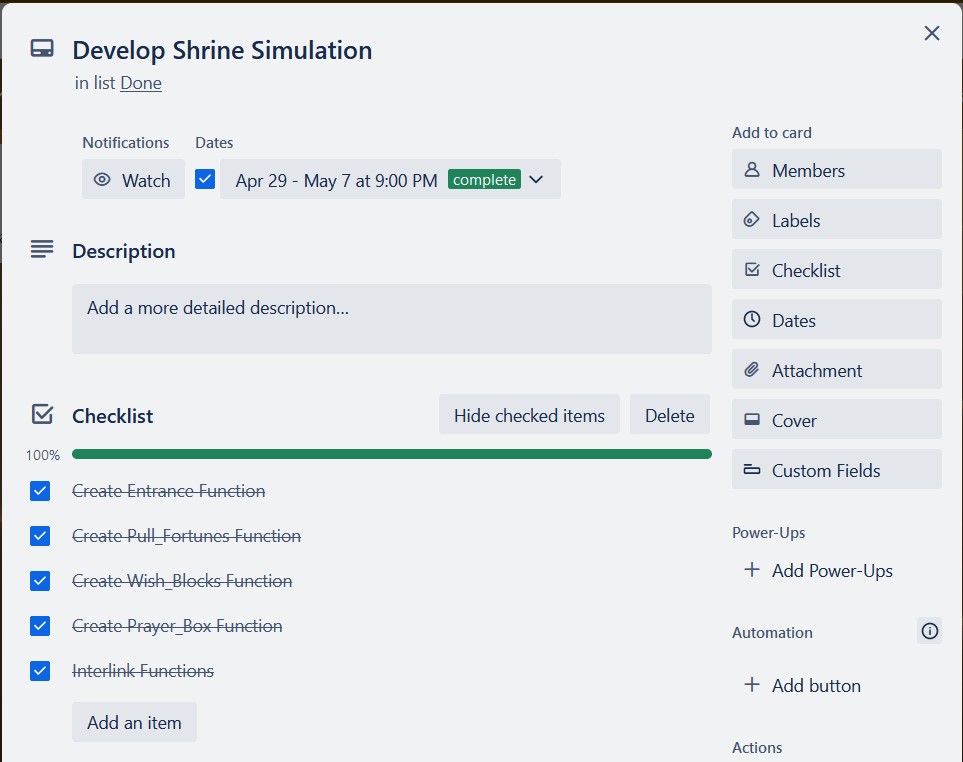 Develop Shrine Simulation
in list Done
Notifications
Dates
Watch
Apr 29 - May 7 at 9:00 PM complete
Description
Add a more detailed description...
Checklist
Hide checked items
Delete
100%
Create Entrance Function
Create Pull_Fortunes Function
Create Wish_Blocks Function
Create Prayer_Box Function
Interlink Functions
Add an item
Add to card
Members
Labels
Checklist
Dates
Attachment
Cover
Custom Fields
Power-Ups
+ Add Power-Ups
Automation
+ Add button
Actions